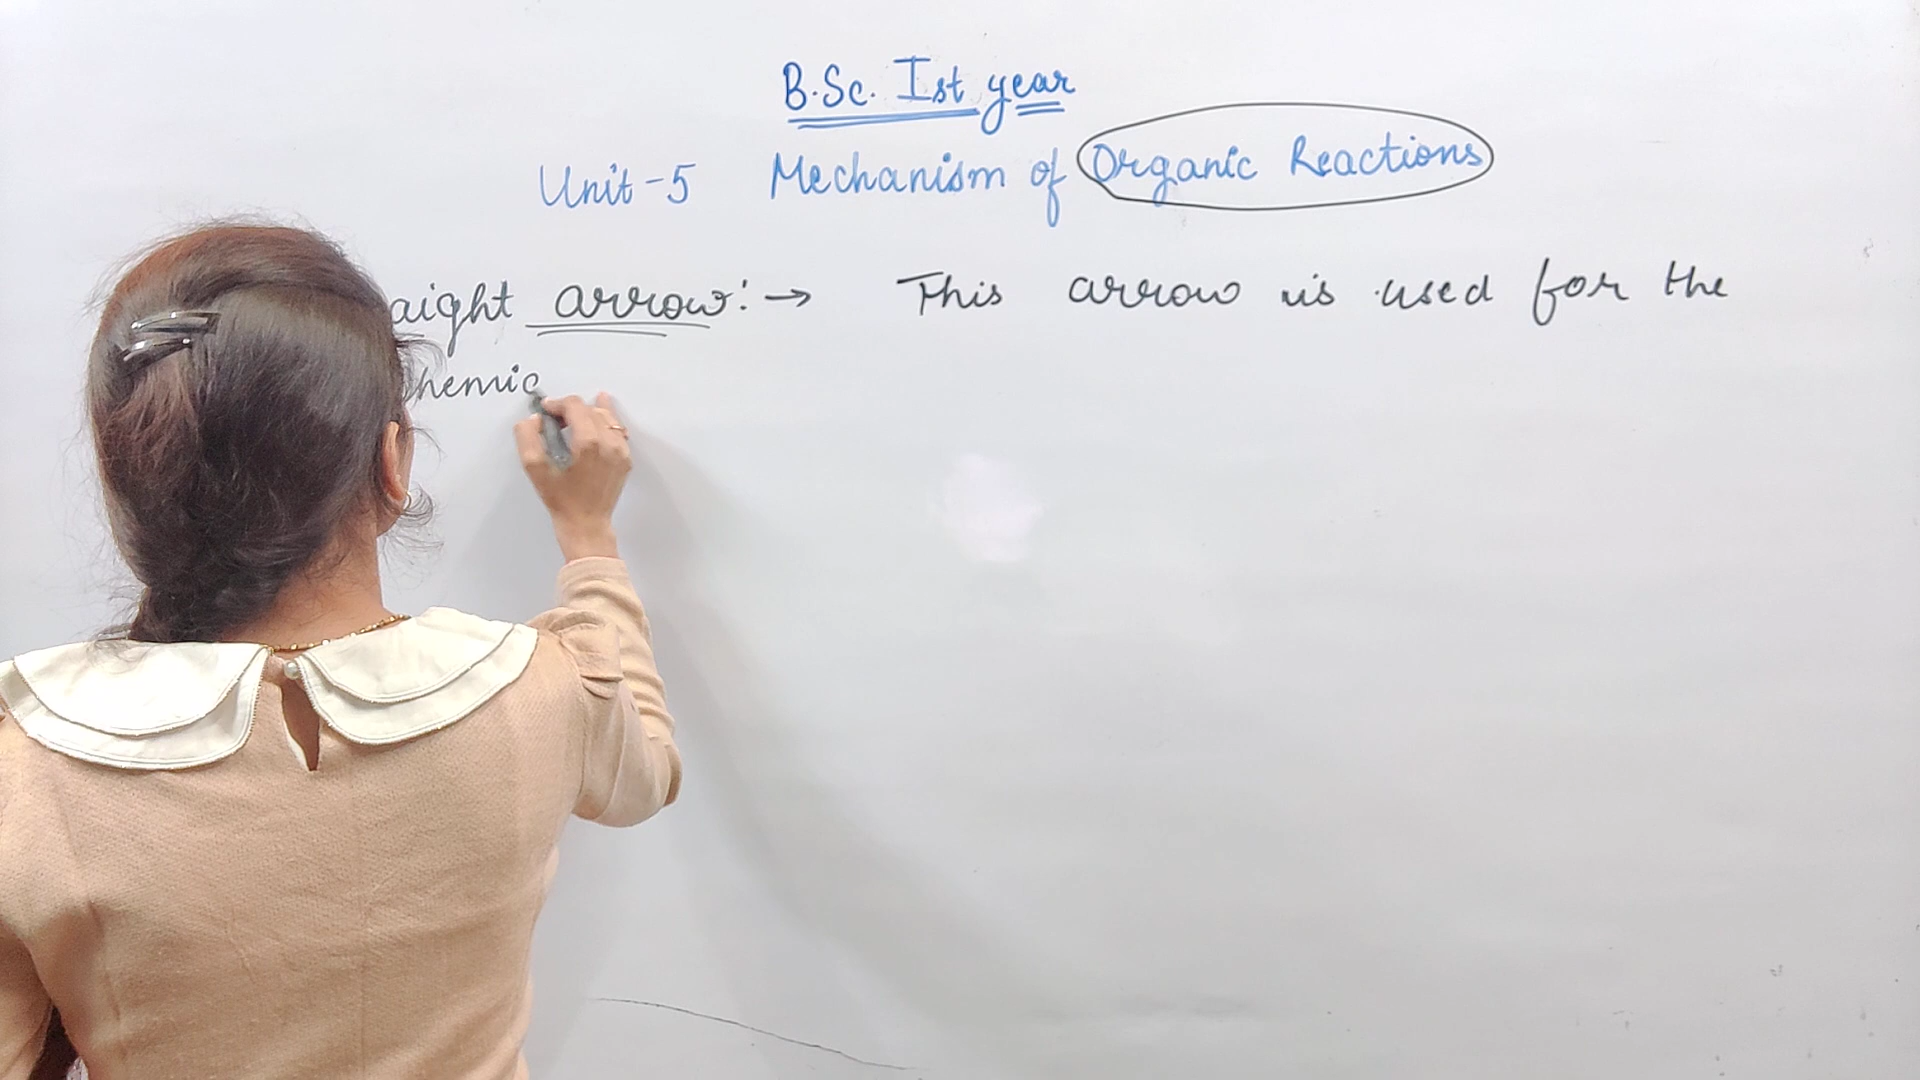 B.Sc. Ist year
Unit-5 Mechanism of Organic Reactions
aight arrow:→ This arrow is used for the
hemic